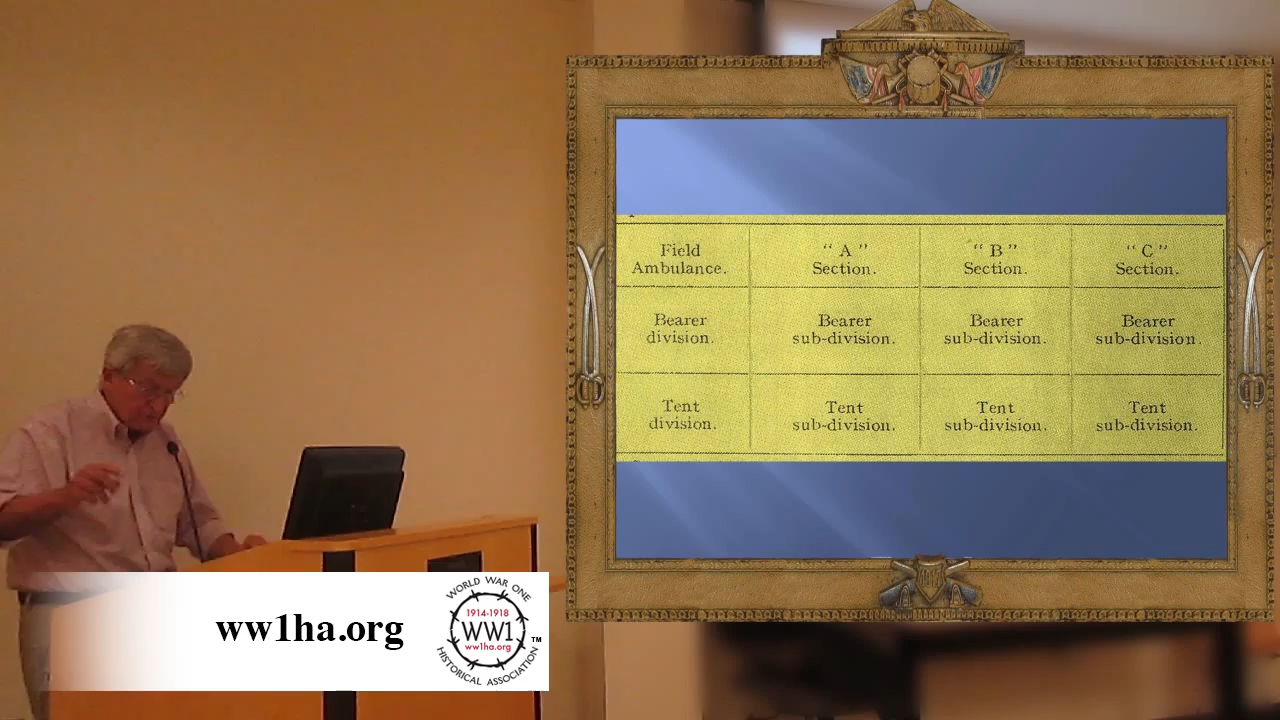 Field
Ambulance.
“ A ”
Section.
“ B ”
Section.
“ C ”
Section.
Bearer
division.
Bearer
sub-division.
Bearer
sub-division.
Bearer
sub-division.
Tent
division.
Tent
sub-division.
Tent
sub-division.
Tent
sub-division.
ww1ha.org
WORLD WAR ONE
1914-1918
WW1
ww1ha.org
HISTORICAL ASSOCIATION
TM